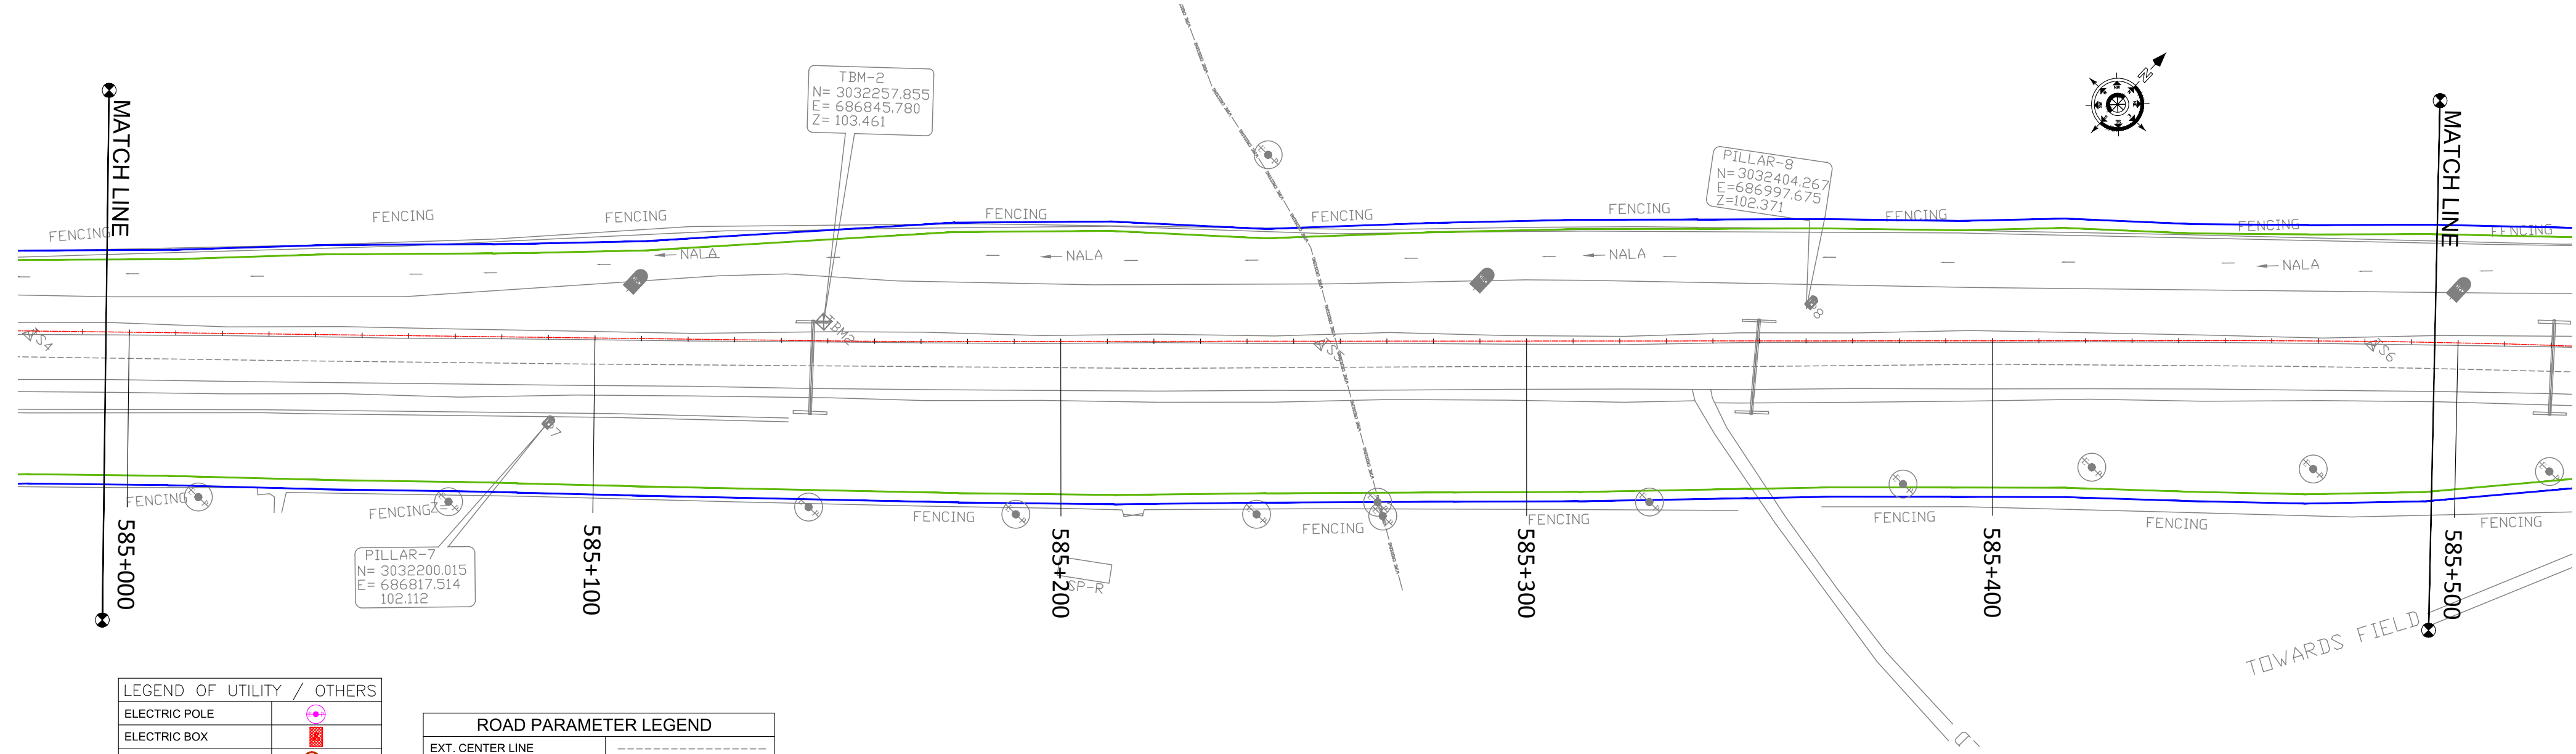 N
TBM-2
N= 3032257.855
E= 686845.780
Z= 103.461
MATCH LINE
MATCH LINE
PILLAR-8
N=3032404.267
E=686997.675
Z=102.371
FENCING
FENCING
FENCING
FENCING
FENCING
FENCING
FENCING
FENCING
FENCING
NALA
NALA
NALA
NALA
TS4
TBM2
TS5
P8
TS6
FENCING
FENCING
FENCING
FENCING
FENCING
FENCING
FENCING
FENCING
PILLAR-7
N= 3032200.015
E= 686817.514
102.112
585+000
585+100
585+200
585+300
585+400
585+500
SP-R
TOWARDS FIELD
LEGEND OF UTILITY / OTHERS
ELECTRIC POLE
ELECTRIC BOX
ROAD PARAMETER LEGEND
EXT. CENTER LINE